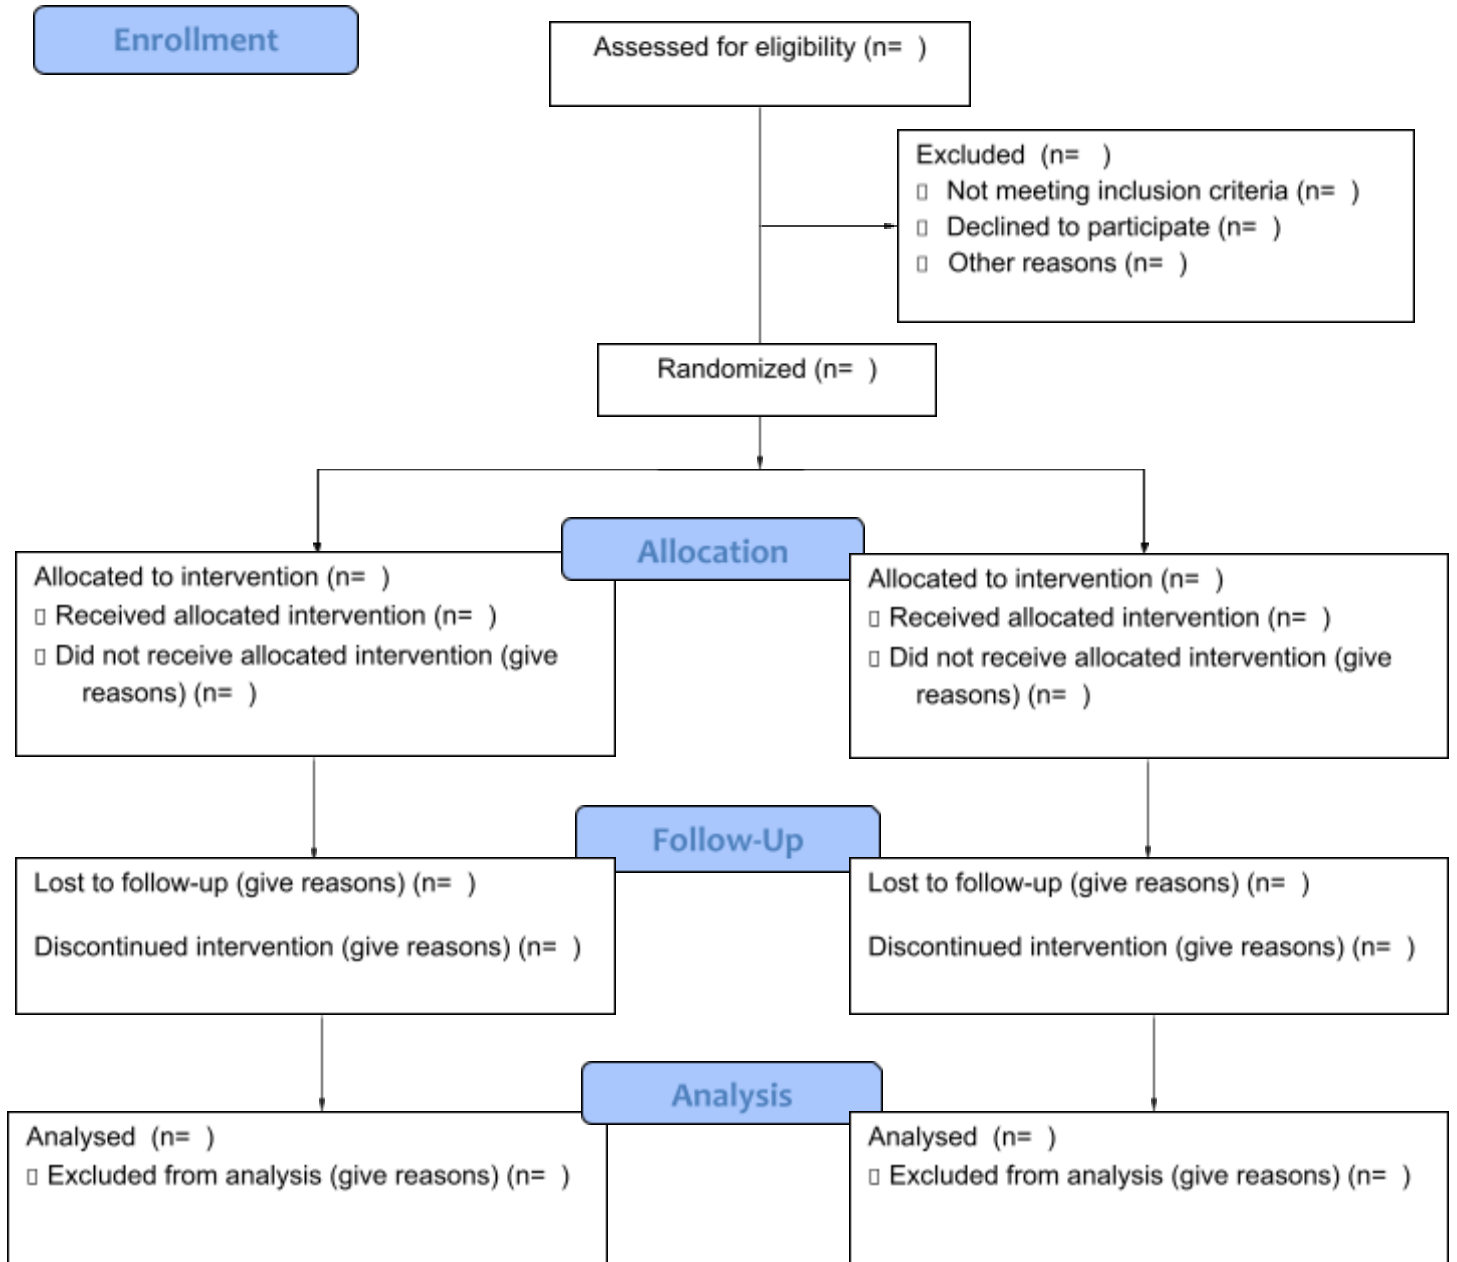 Enrollment
Assessed for eligibility (n=  )
Excluded  (n=   )
▯ Not meeting inclusion criteria (n=  )
▯ Declined to participate (n=  )
▯ Other reasons (n=  )
Randomized (n=  )
Allocation
Allocated to intervention (n=  )
▯ Received allocated intervention (n=  )
▯ Did not receive allocated intervention (give
reasons) (n=  )
Allocated to intervention (n=  )
▯ Received allocated intervention (n=  )
▯ Did not receive allocated intervention (give
reasons) (n=  )
Follow-Up
Lost to follow-up (give reasons) (n=  )
Discontinued intervention (give reasons) (n=  )
Lost to follow-up (give reasons) (n=  )
Discontinued intervention (give reasons) (n=  )
Analysis
Analysed  (n=  )
▯ Excluded from analysis (give reasons) (n=  )
Analysed  (n=  )
▯ Excluded from analysis (give reasons) (n=  )